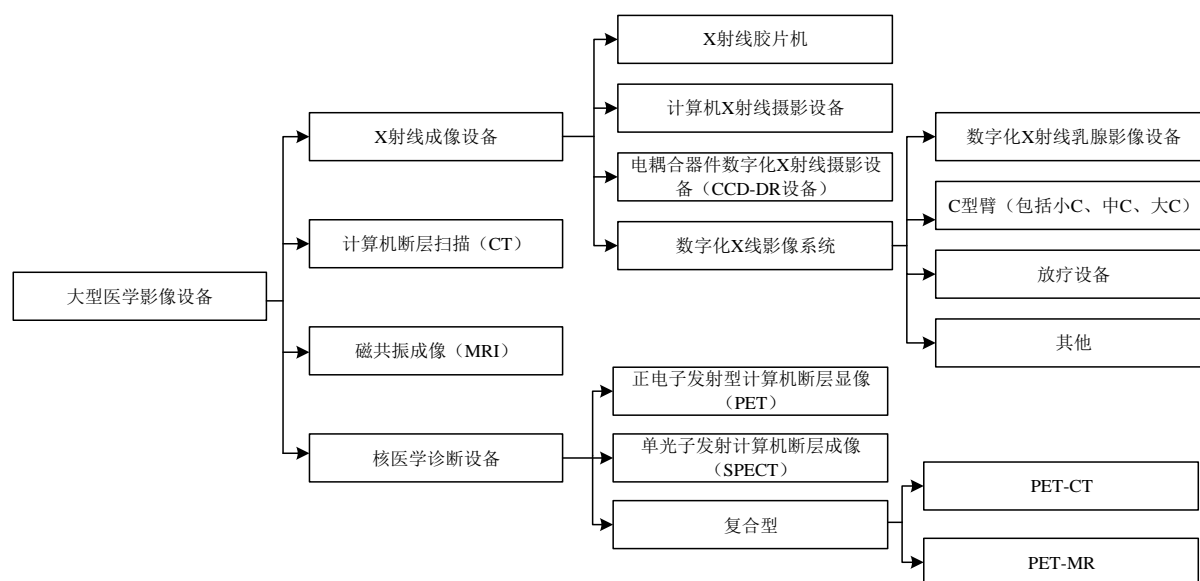 大型医学影像设备
X射线成像设备
计算机断层扫描（CT）
磁共振成像（MRI）
核医学诊断设备
X射线胶片机
计算机X射线摄影设备
电耦合器件数字化X射线摄影设
备（CCD-DR设备）
数字化X线影像系统
数字化X射线乳腺影像设备
C型臂（包括小C、中C、大C）
放疗设备
其他
正电子发射型计算机断层显像
（PET）
单光子发射计算机断层成像
（SPECT）
复合型
PET-CT
PET-MR